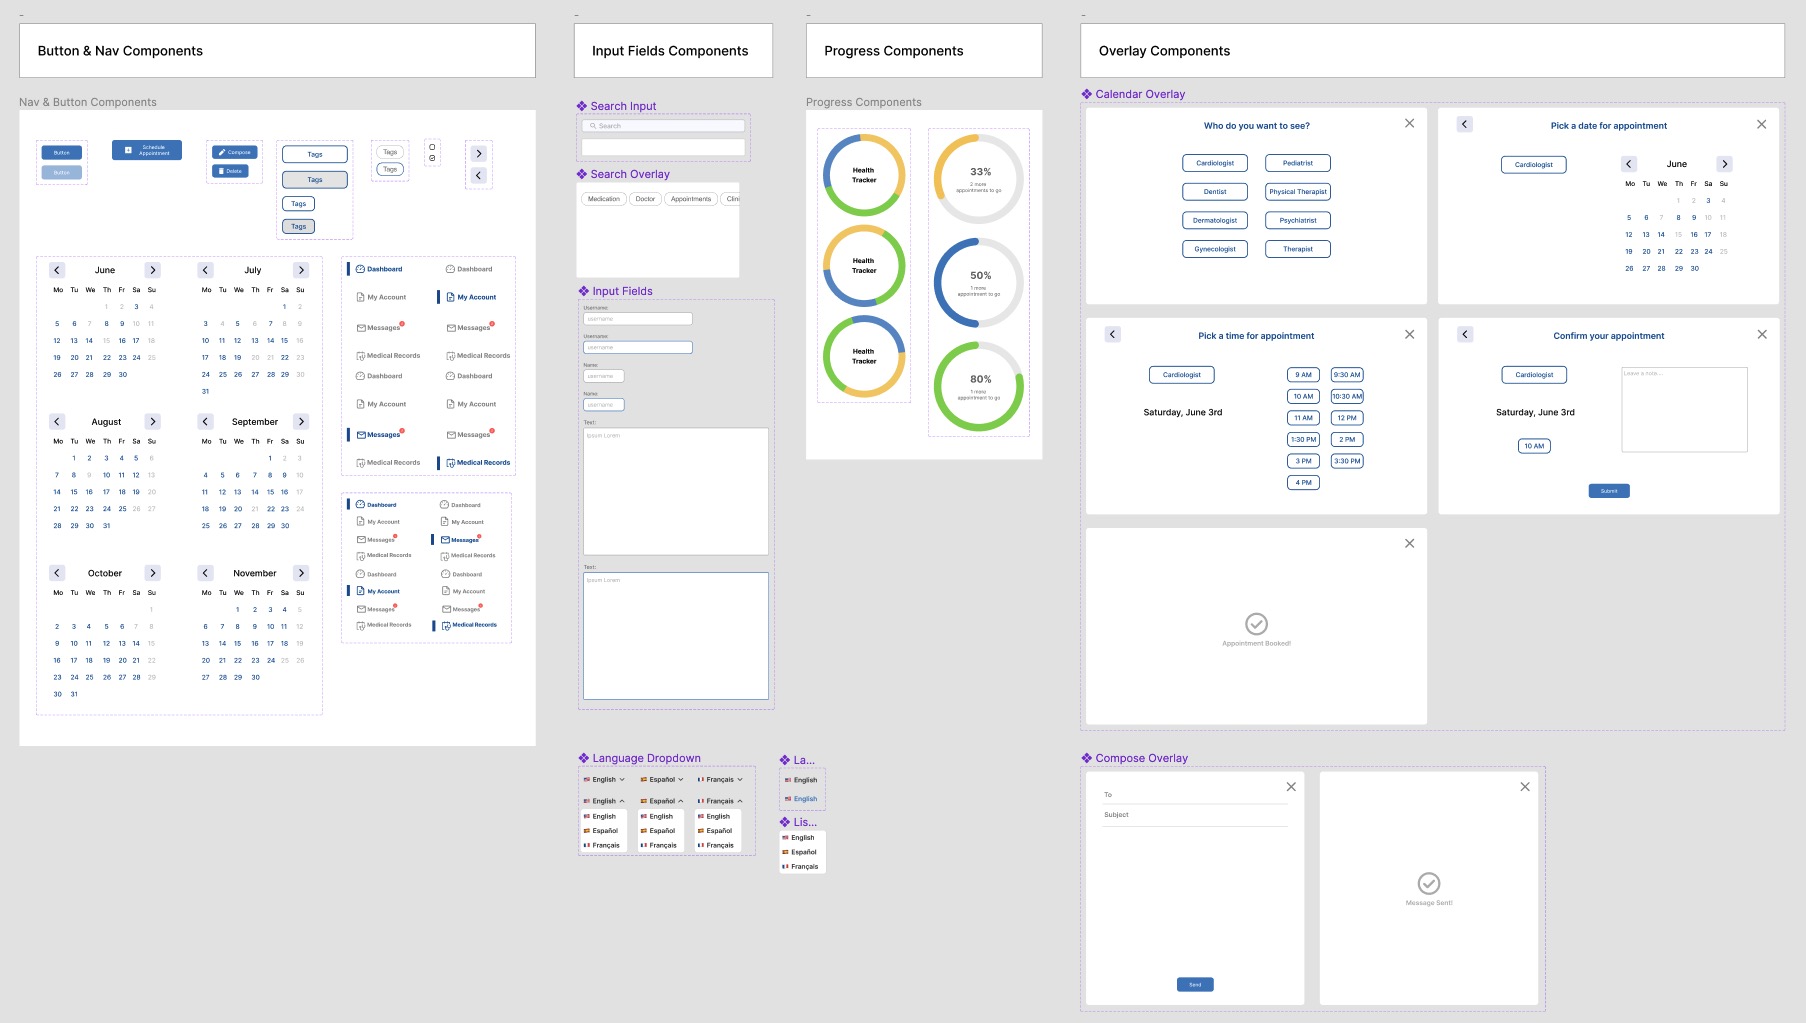 Button & Nav Components
Input Fields Components
Progress Components
Overlay Components
Nav & Button Components
Button
Button
Schedule
Appointment
Compose
Delete
Tags
Tags
Tags
Tags
Tags
Tags
June
Mo Tu We Th Fr Sa Su
1 2 3 4
5 6 7 8 9 10 11
12 13 14 15 16 17 18
19 20 21 22 23 24 25
26 27 28 29 30
July
Mo Tu We Th Fr Sa Su
1 2
3 4 5 6 7 8 9
10 11 12 13 14 15 16
17 18 19 20 21 22 23
24 25 26 27 28 29 30
31
August
Mo Tu We Th Fr Sa Su
1 2 3 4 5 6
7 8 9 10 11 12 13
14 15 16 17 18 19 20
21 22 23 24 25 26 27
28 29 30 31
September
Mo Tu We Th Fr Sa Su
1 2 3
4 5 6 7 8 9 10
11 12 13 14 15 16 17
18 19 20 21 22 23 24
25 26 27 28 29 30
October
Mo Tu We Th Fr Sa Su
1
2 3 4 5 6 7 8
9 10 11 12 13 14 15
16 17 18 19 20 21 22
23 24 25 26 27 28 29
30 31
November
Mo Tu We Th Fr Sa Su
1 2 3 4 5
6 7 8 9 10 11 12
13 14 15 16 17 18 19
20 21 22 23 24 25 26
27 28 29 30
Dashboard Dashboard
My Account My Account
Messages Messages
Medical Records Medical Records
Dashboard Dashboard
My Account My Account
Messages Messages
Medical Records Medical Records
Dashboard Dashboard
My Account My Account
Messages Messages
Medical Records Medical Records
Dashboard Dashboard
My Account My Account
Messages Messages
Medical Records Medical Records
Search Input
Search
Search Overlay
Medication Doctor Appointments Clini
Input Fields
Username:
username
Username:
username
Name:
username
Name:
username
Text:
Ipsum Lorem
Text:
Ipsum Lorem
Language Dropdown
English Español Français
English Español Français
English English English
Español Español Español
Français Français Français
La...
English
English
Lis...
English
Español
Français
Progress Components
Health
Tracker
Health
Tracker
Health
Tracker
33%
2 more
appointments to go
50%
1 more
appointment to go
80%
1 more
appointment to go
Calendar Overlay
Who do you want to see?
Cardiologist Pediatrist
Dentist Physical Therapist
Dermatologist Psychiatrist
Gynecologist Therapist
Pick a date for appointment
Cardiologist
June
Mo Tu We Th Fr Sa Su
1 2 3 4
5 6 7 8 9 10 11
12 13 14 15 16 17 18
19 20 21 22 23 24 25
26 27 28 29 30
Pick a time for appointment
Cardiologist
Saturday, June 3rd
9 AM 9:30 AM
10 AM 10:30 AM
11 AM 12 PM
1:30 PM 2 PM
3 PM 3:30 PM
4 PM
Confirm your appointment
Cardiologist
Saturday, June 3rd
10 AM
Leave a note...
Submit
Appointment Booked!
Compose Overlay
To
Subject
Send
Message Sent!